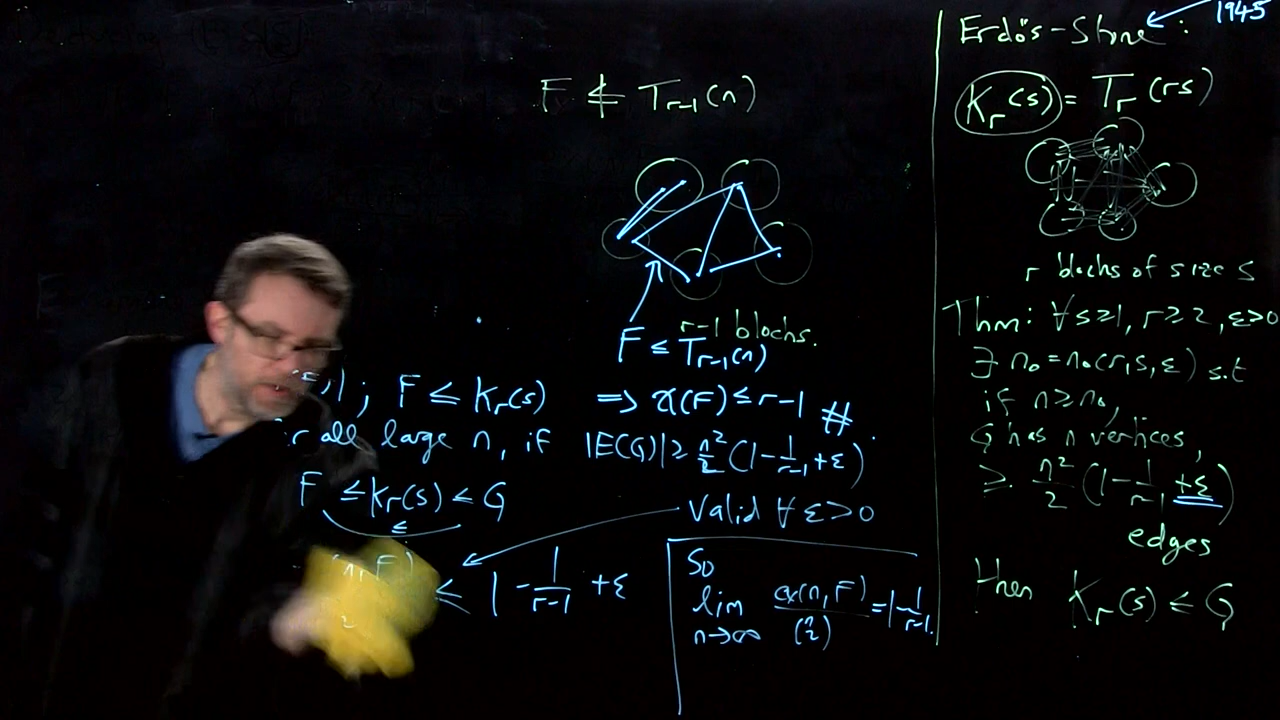 F ⊄ T_{r-1}(n)
r-1 blocks.
F ≤ T_{r-1}(n)
; F ≤ K_r(s) ⇒ χ(F) ≤ r-1 #.
all large n, if |E(G)| ≥ n²/2 (1 - 1/(r-1) + ε)
F ≤ K_r(s) ≤ G
≤
Valid ∀ ε > 0
≤ 1 - 1/(r-1) + ε
So
lim_{n→∞} ex(n,F)/(n 2) = 1 - 1/(r-1).
1945
Erdős-Stone :
K_r(s) = T_r(rs)
r blocks of size s
Thm: ∀ s≥1, r≥2, ε>0
∃ n₀ = n₀(r,s,ε) s.t
if n ≥ n₀,
G has n vertices,
≥ n²/2 (1 - 1/(r-1) + ε)
edges
then K_r(s) ≤ G